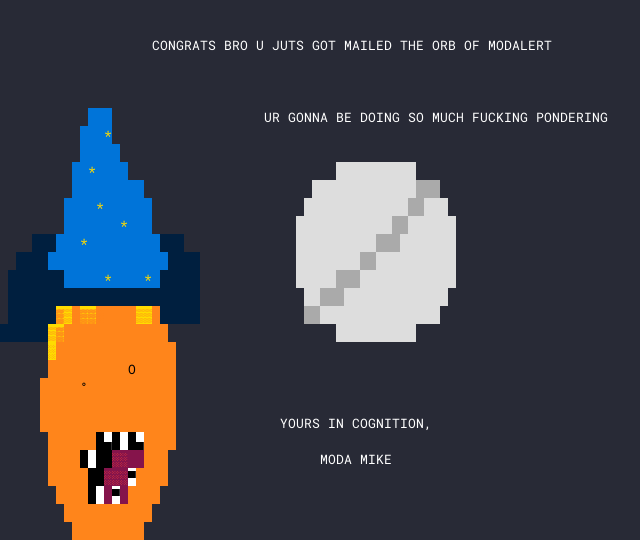 CONGRATS BRO U JUTS GOT MAILED THE ORB OF MODALERT
UR GONNA BE DOING SO MUCH FUCKING PONDERING
YOURS IN COGNITION,
MODA MIKE